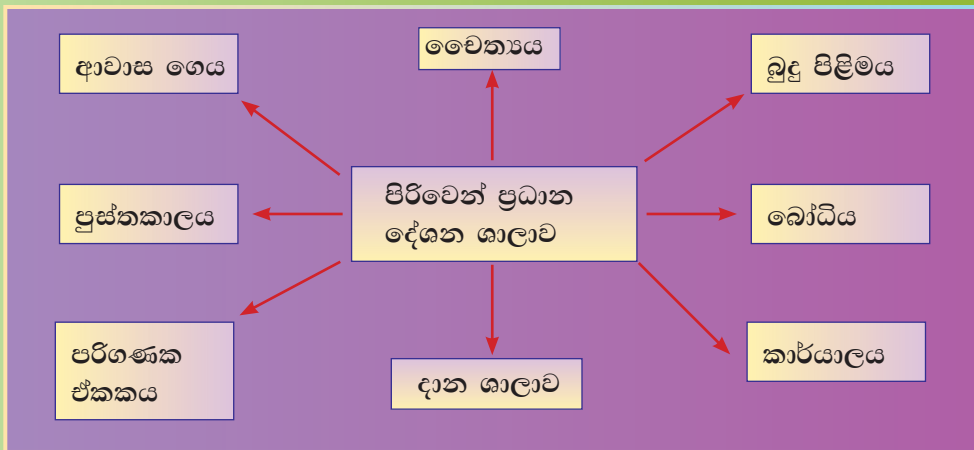 ආවාස ගෙය
චෛත්‍යය
බුදු පිළිමය
පුස්තකාලය
පිරිවෙන් ප්‍රධාන
දේශන ශාලාව
බෝධිය
පරිගණක
ඒකකය
දාන ශාලාව
කාර්යාලය